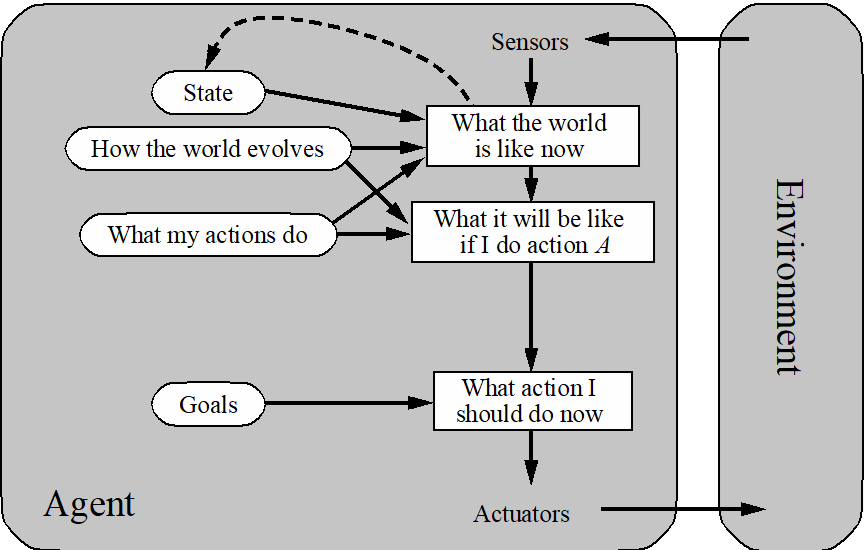 Sensors
State
What the world
is like now
How the world evolves
What it will be like
if I do action A
What my actions do
Environment
What action I
should do now
Goals
Agent
Actuators